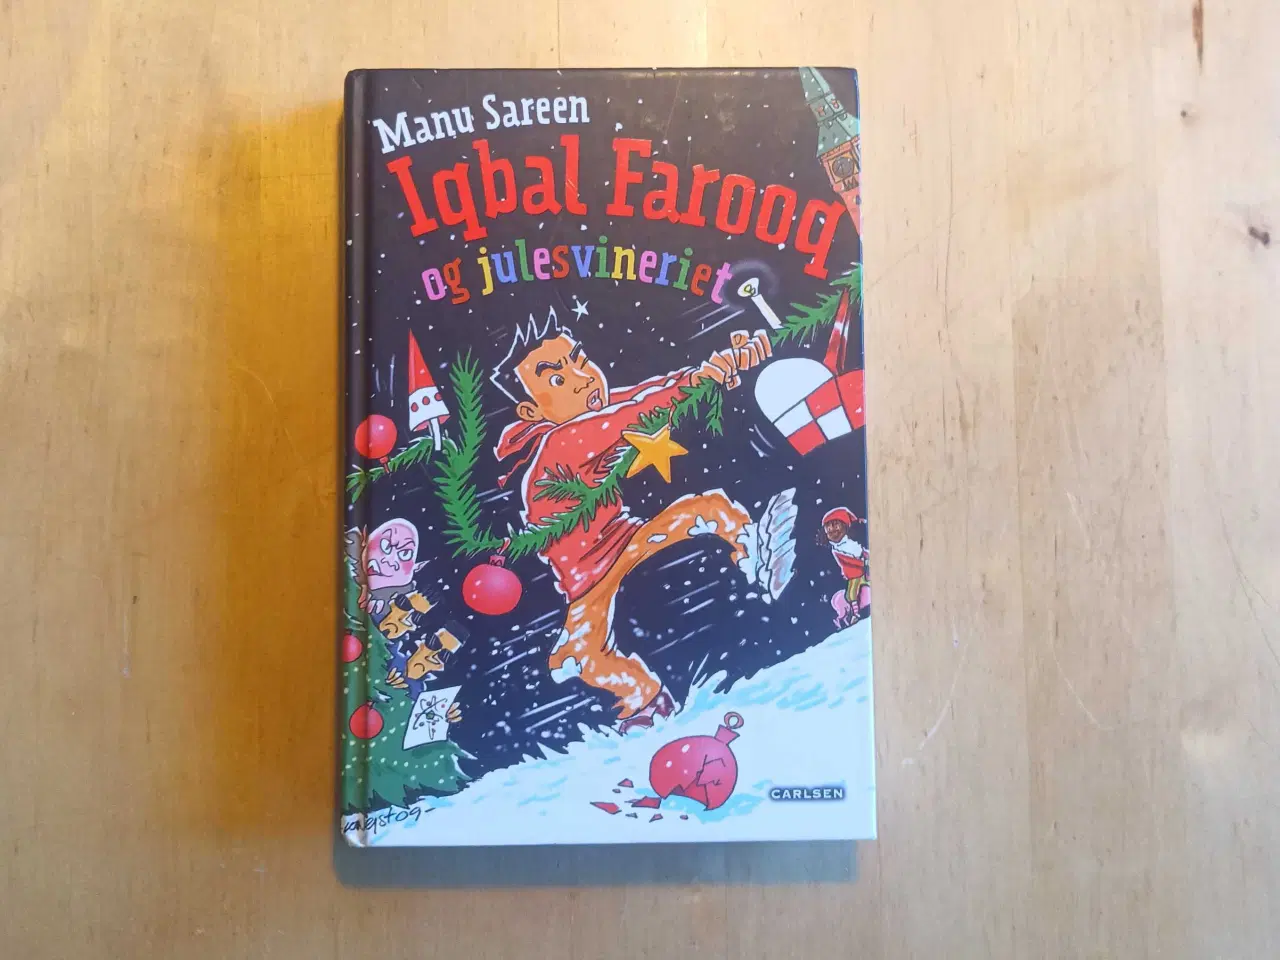 Manu Sareen
Iqbal Farooq
og julesvineriet
CARLSEN